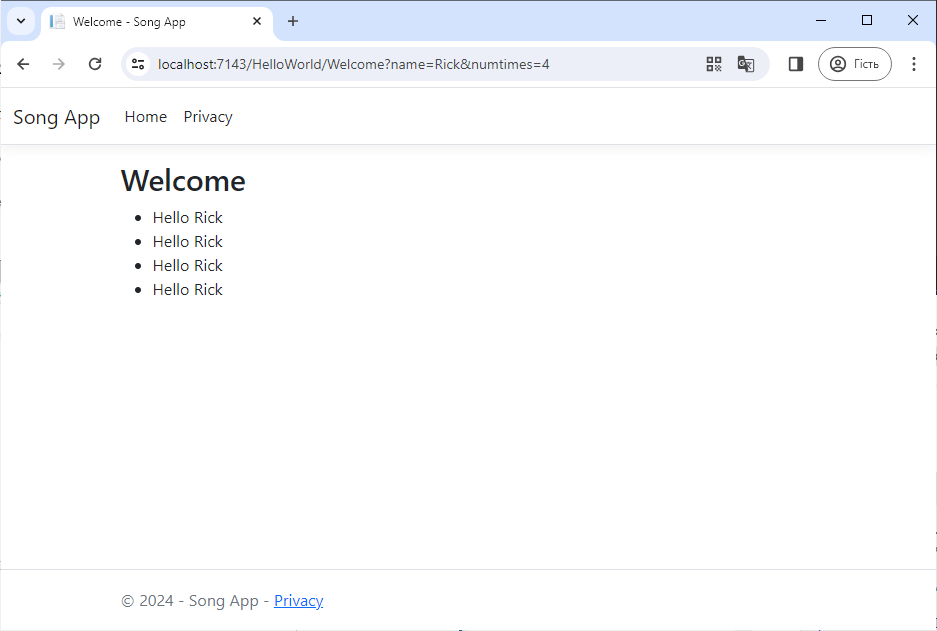 Welcome - Song App
localhost:7143/HelloWorld/Welcome?name=Rick&numtimes=4
Гість
Song App Home Privacy
Welcome
Hello Rick
Hello Rick
Hello Rick
Hello Rick
© 2024 - Song App - Privacy